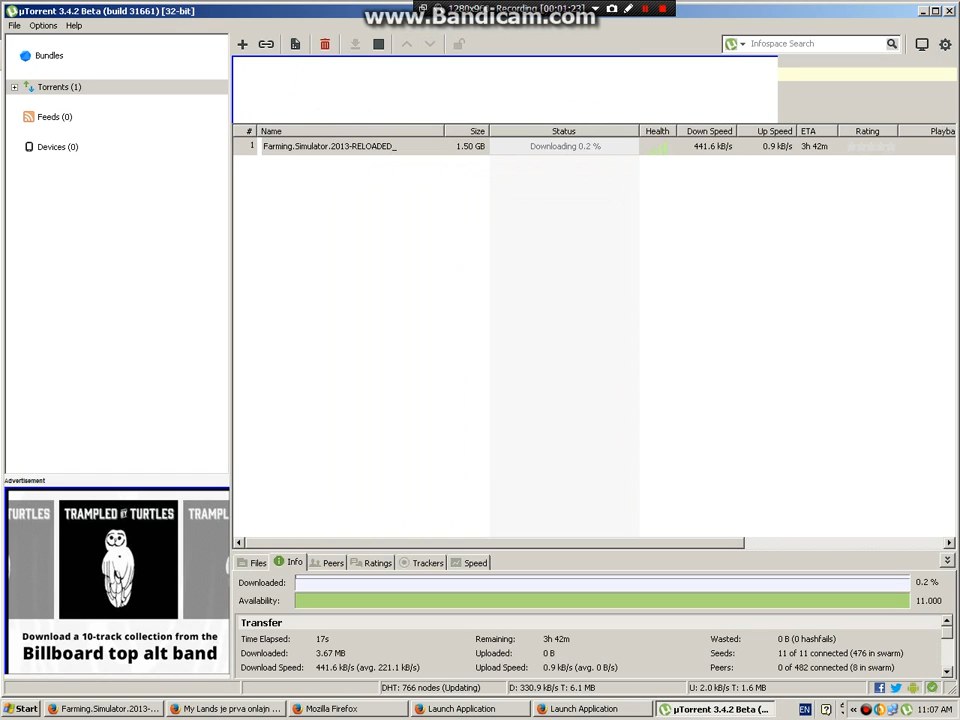 µTorrent 3.4.2 Beta (build 31661) [32-bit]
1280x96 - Recording [00:01:23]
www.Bandicam.com
File Options Help
Bundles
Infospace Search
Torrents (1)
Feeds (0)
Devices (0)
# Name Size Status Health Down Speed Up Speed ETA Rating Playba
1 Farming.Simulator.2013-RELOADED_ 1.50 GB Downloading 0.2 % 441.6 kB/s 0.9 kB/s 3h 42m
Advertisement
TURTLES TRAMPLED BY TURTLES TRAMPL
Download a 10-track collection from the
Billboard top alt band
Files Info Peers Ratings Trackers Speed
Downloaded: 0.2 %
Availability: 11.000
Transfer
Time Elapsed: 17s Remaining: 3h 42m Wasted: 0 B (0 hashfails)
Downloaded: 3.67 MB Uploaded: 0 B Seeds: 11 of 11 connected (476 in swarm)
Download Speed: 441.6 kB/s (avg. 221.1 kB/s) Upload Speed: 0.9 kB/s (avg. 0 B/s) Peers: 0 of 482 connected (8 in swarm)
DHT: 766 nodes (Updating) D: 330.9 kB/s T: 6.1 MB U: 2.0 kB/s T: 1.6 MB
Start Farming.Simulator.2013-... My Lands je prva onlajn ... Mozilla Firefox Launch Application Launch Application µTorrent 3.4.2 Beta (... EN 11:07 AM